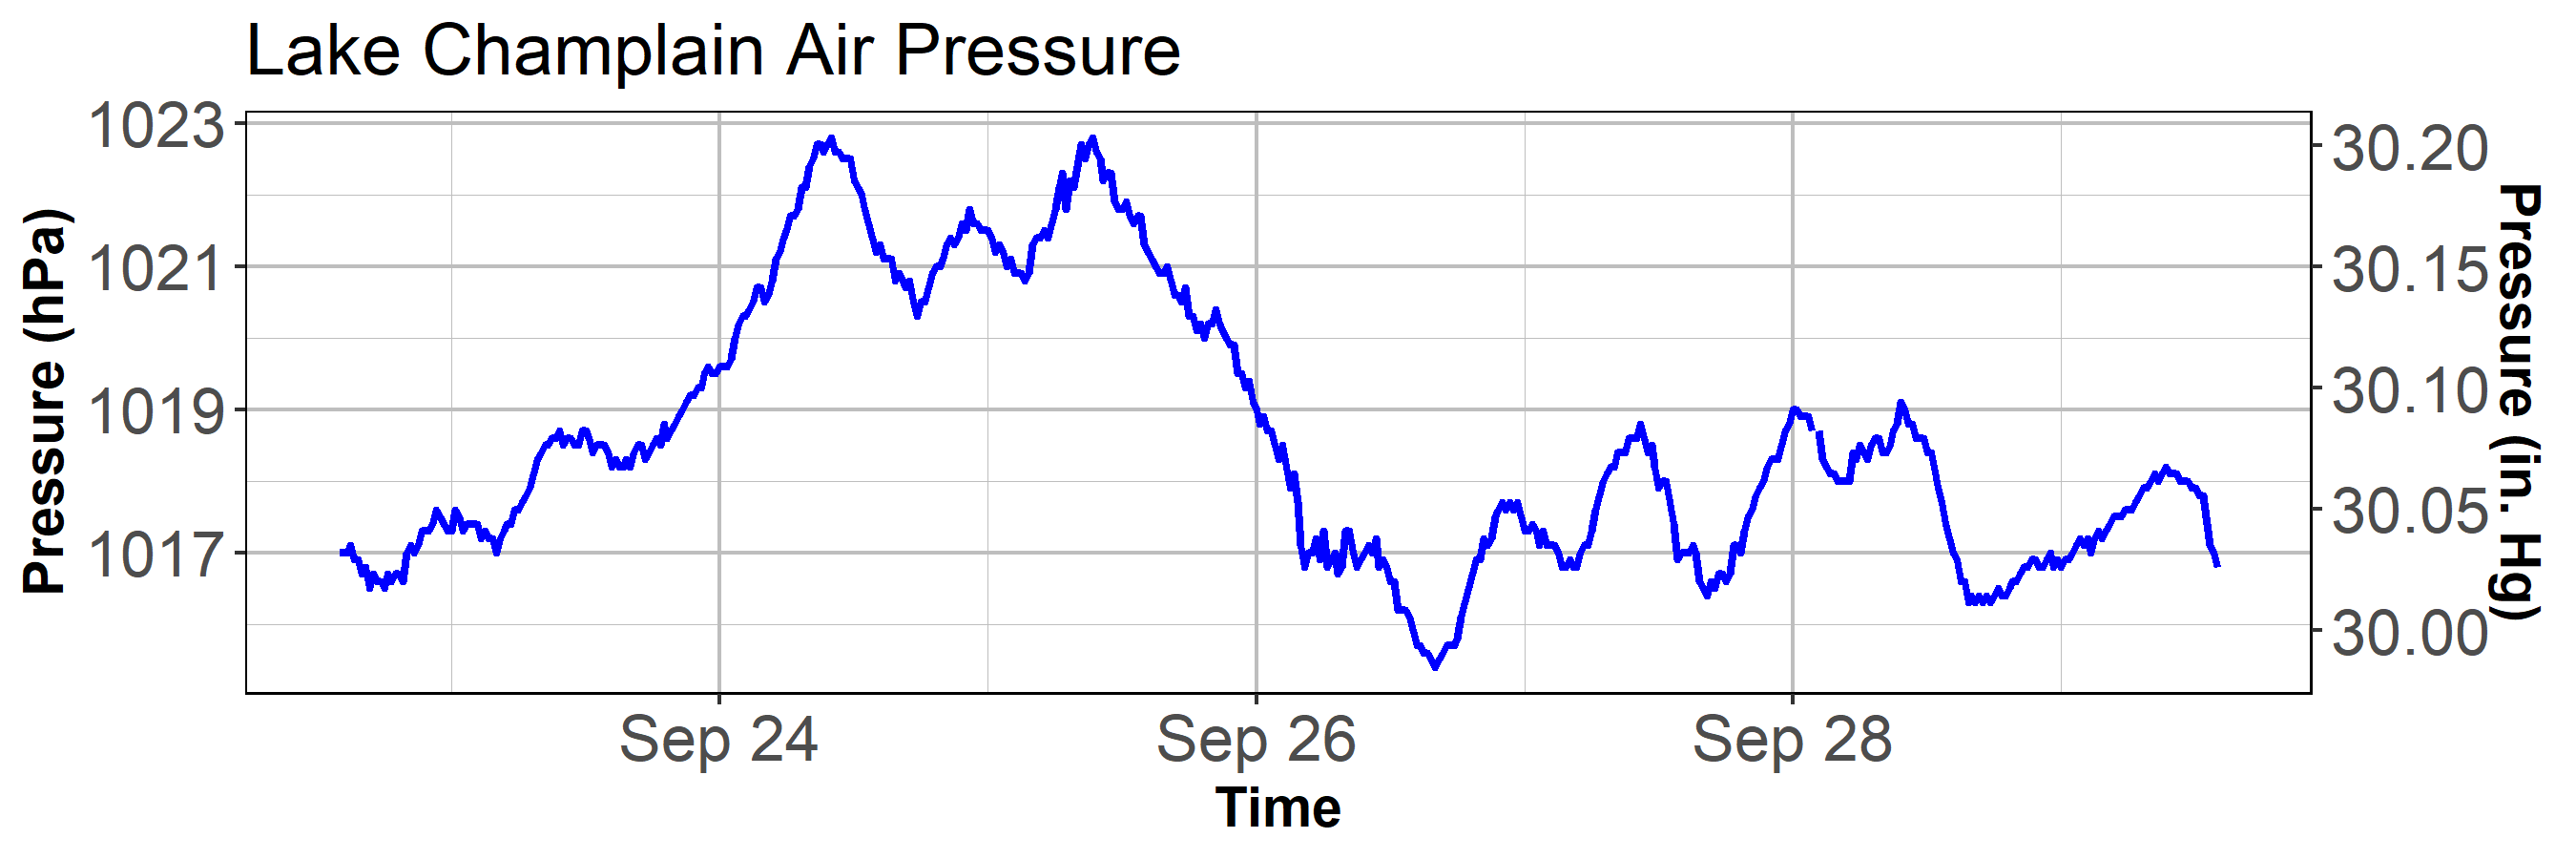 Lake Champlain Air Pressure
1023
1021
1019
1017
Pressure (hPa)
30.20
30.15
30.10
30.05
30.00
Pressure (in. Hg)
Sep 24
Sep 26
Sep 28
Time